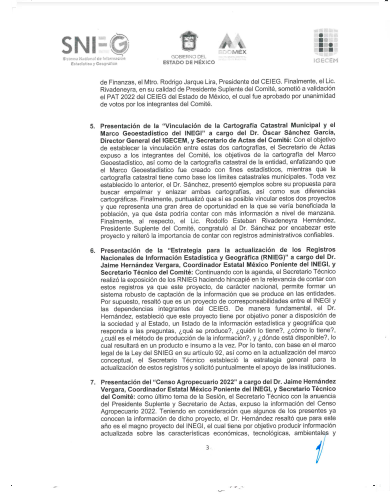 SNIEG
Sistema Nacional de Información
Estadística y Geográfica
GOBIERNO DEL
ESTADO DE MÉXICO
EDOMEX
IGECEM
de Finanzas, el Mtro. Rodrigo Jarque Lira, Presidente del CEIEG. Finalmente, el Lic.
Rivadeneyra, en su calidad de Presidente Suplente del Comité, sometió a validación
el PAT 2022 del CEIEG del Estado de México, el cual fue aprobado por unanimidad
de votos por los integrantes del Comité.
5. Presentación de la “Vinculación de la Cartografía Catastral Municipal y el
Marco Geoestadístico del INEGI” a cargo del Dr. Óscar Sánchez García,
Director General del IGECEM, y Secretario de Actas del Comité: Con el objetivo
de establecer la vinculación entre estas dos cartografías, el Secretario de Actas
expuso a los integrantes del Comité, los objetivos de la cartografía del Marco
Geoestadístico, así como de la cartografía catastral de la entidad, enfatizando que
el Marco Geoestadístico fue creado con fines estadísticos, mientras que la
cartografía catastral tiene como base los límites catastrales municipales. Toda vez
establecido lo anterior, el Dr. Sánchez, presentó ejemplos sobre su propuesta para
buscar empalmar y enlazar ambas cartografías, así como sus diferencias
cartográficas. Finalmente, puntualizó que si es posible vincular estos dos proyectos
y que representa una gran área de oportunidad en la que se vería beneficiada la
población, ya que ésta podría contar con más información a nivel de manzana.
Finalmente, al respecto, el Lic. Rodolfo Esteban Rivadeneyra Hernández,
Presidente Suplente del Comité, congratuló al Dr. Sánchez por encabezar este
proyecto y reiteró la importancia de contar con registros administrativos confiables.
6. Presentación de la “Estrategia para la actualización de los Registros
Nacionales de Información Estadística y Geográfica (RNIEG)” a cargo del Dr.
Jaime Hernández Vergara, Coordinador Estatal México Poniente del INEGI, y
Secretario Técnico del Comité: Continuando con la agenda, el Secretario Técnico
realizó la exposición de los RNIEG haciendo hincapié en la relevancia de contar con
estos registros ya que este proyecto, de carácter nacional, permite formar un
sistema robusto de captación de la información que se produce en las entidades.
Por supuesto, resaltó que es un proyecto de corresponsabilidades entre el INEGI y
las dependencias integrantes del CEIEG. De manera fundamental, el Dr.
Hernández, estableció que este proyecto tiene por objetivo poner a disposición de
la sociedad y al Estado, un listado de la información estadística y geográfica que
responda a las preguntas, ¿qué se produce?, ¿quién lo tiene?, ¿cómo lo tiene?,
¿cuál es el método de producción de la información?, y ¿dónde está disponible?, lo
cual resultará en un producto e insumo a la vez. Por lo tanto, con base en el marco
legal de la Ley del SNIEG en su artículo 92, así como en la actualización del marco
conceptual, el Secretario Técnico estableció la estrategia general para la
actualización de estos registros y solicitó puntualmente el apoyo de las instituciones.
7. Presentación del “Censo Agropecuario 2022” a cargo del Dr. Jaime Hernández
Vergara, Coordinador Estatal México Poniente del INEGI, y Secretario Técnico
del Comité: como último tema de la Sesión, el Secretario Técnico con la anuencia
del Presidente Suplente y Secretario de Actas, expuso la información del Censo
Agropecuario 2022. Teniendo en consideración que algunos de los presentes ya
conocen la información de dicho proyecto, el Dr. Hernández resaltó que para este
año es el magno proyecto del INEGI, el cual tiene por objetivo producir información
actualizada sobre las características económicas, tecnológicas, ambientales y
3